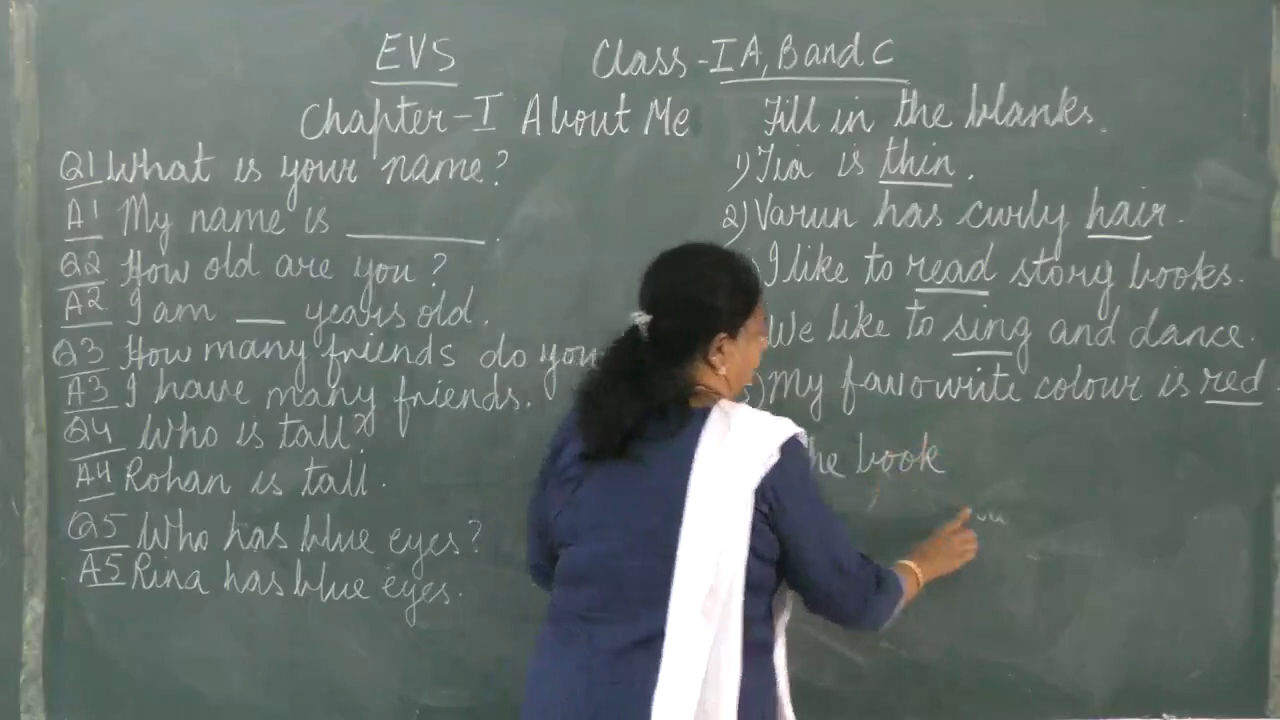 EVS Class-I A, B and C
Chapter-I About Me
Q1 What is your name?
A1 My name is ______.
Q2 How old are you?
A2 I am __ years old.
Q3 How many friends do you
A3 I have many friends.
Q4 Who is tall?
A4 Rohan is tall.
Q5 Who has blue eyes?
A5 Rina has blue eyes.
Fill in the blanks.
1) Tia is thin.
2) Varun has curly hair.
) I like to read story books.
We like to sing and dance.
) My favourite colour is red
he book